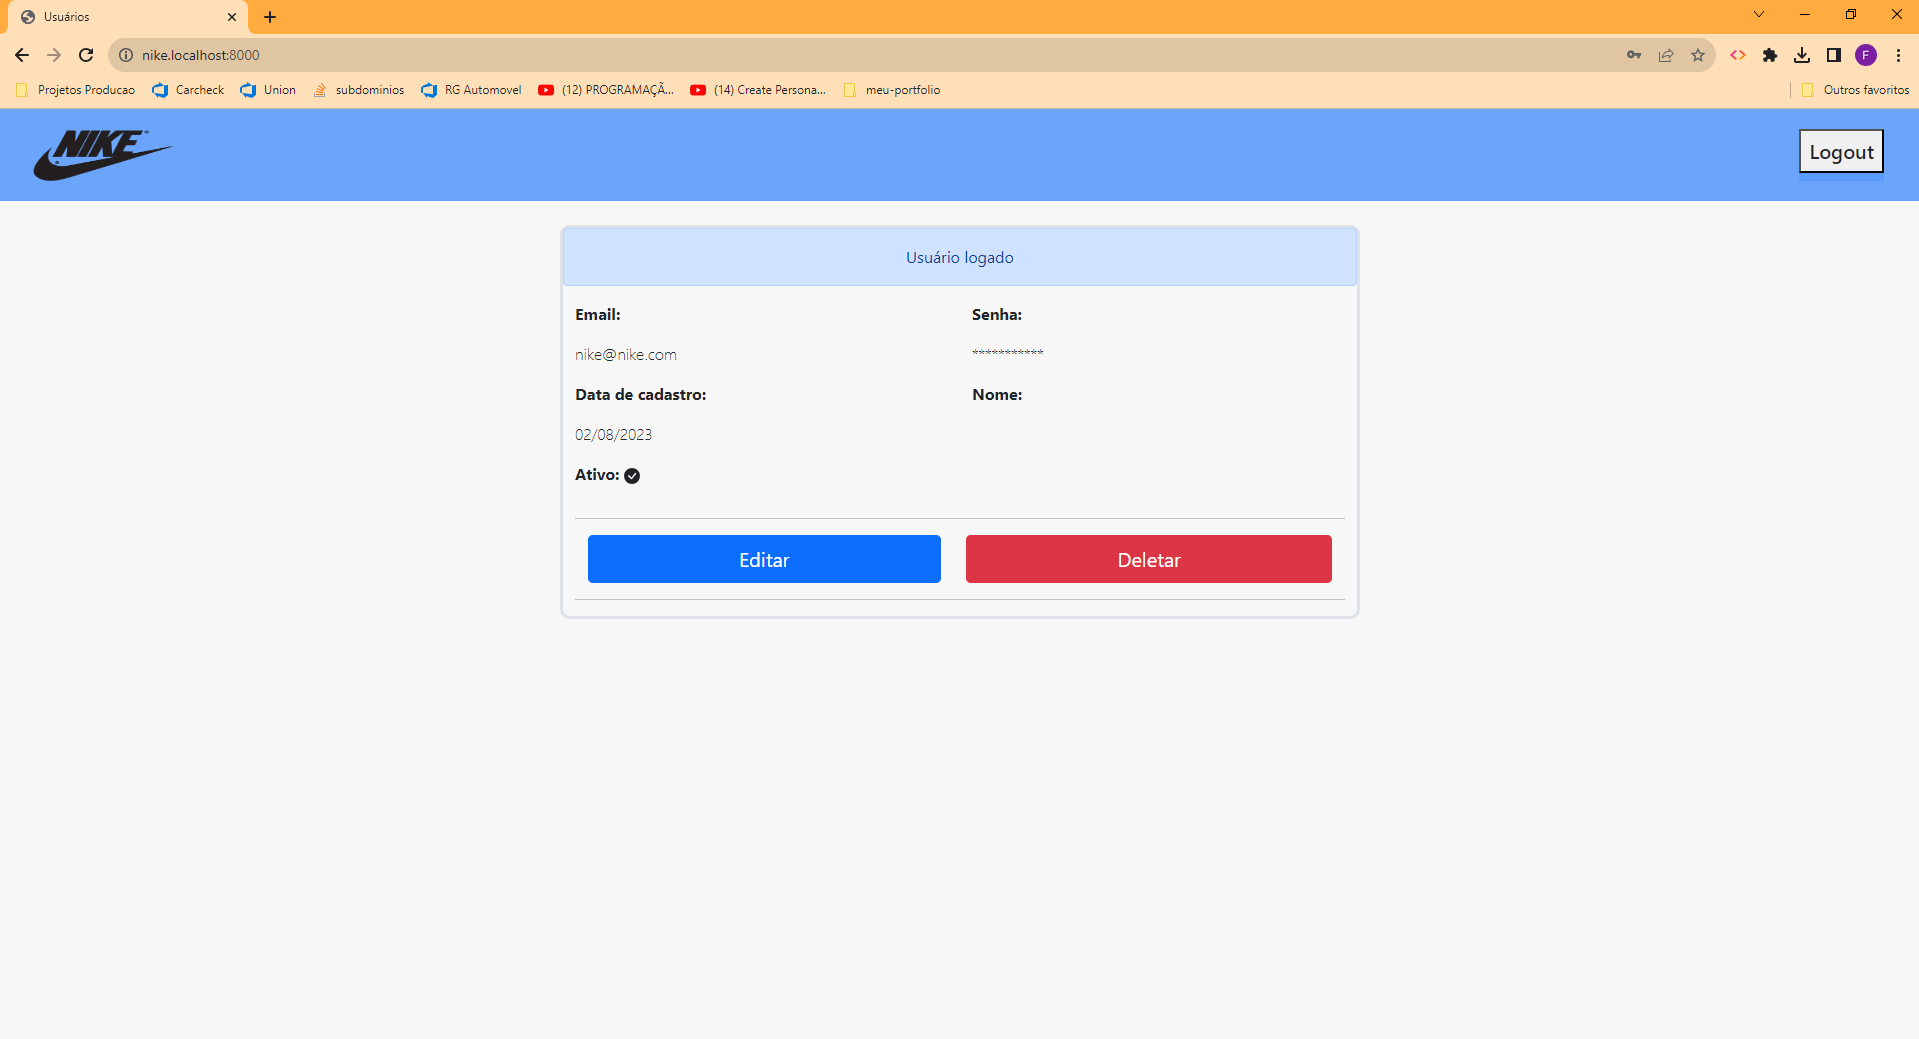 Usuários
nike.localhost:8000
F
Projetos Producao Carcheck Union subdominios RG Automovel (12) PROGRAMAÇÃ... (14) Create Persona... meu-portfolio Outros favoritos
NIKE
Logout
Usuário logado
Email: Senha:
nike@nike.com ***********
Data de cadastro: Nome:
02/08/2023
Ativo:
Editar Deletar